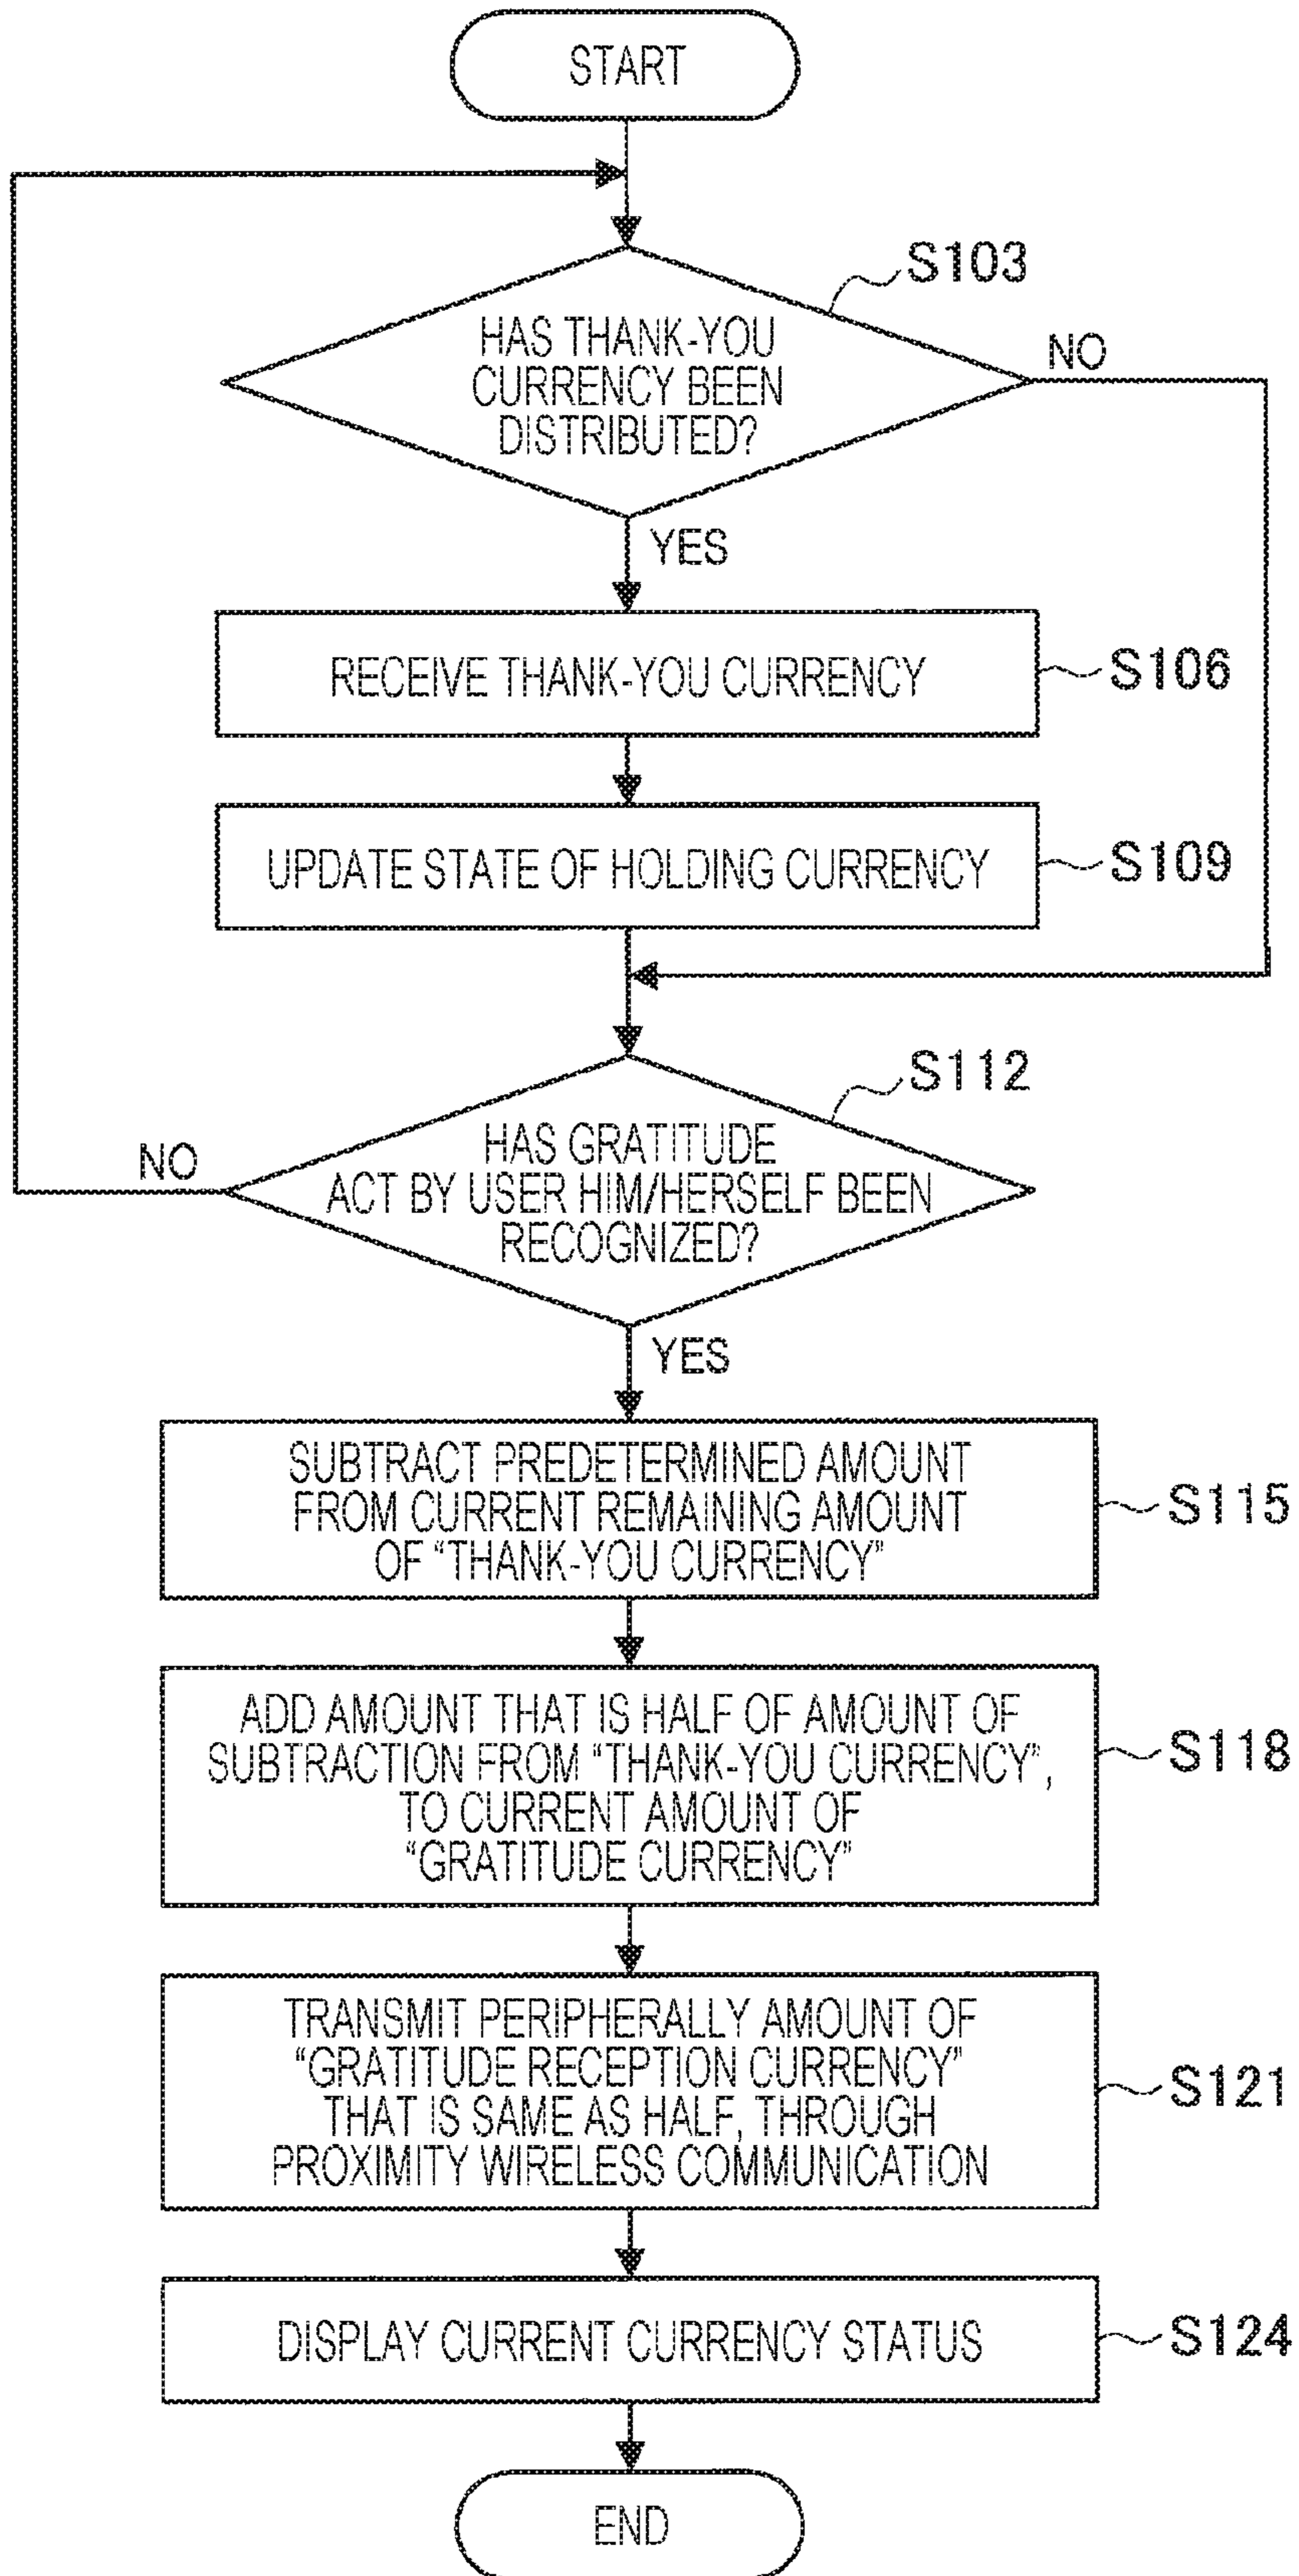 START
S103
HAS THANK-YOU
CURRENCY BEEN
DISTRIBUTED?
NO
YES
RECEIVE THANK-YOU CURRENCY
S106
UPDATE STATE OF HOLDING CURRENCY
S109
S112
HAS GRATITUDE
ACT BY USER HIM/HERSELF BEEN
RECOGNIZED?
NO
YES
SUBTRACT PREDETERMINED AMOUNT
FROM CURRENT REMAINING AMOUNT
OF “THANK-YOU CURRENCY”
S115
ADD AMOUNT THAT IS HALF OF AMOUNT OF
SUBTRACTION FROM “THANK-YOU CURRENCY”,
TO CURRENT AMOUNT OF
“GRATITUDE CURRENCY”
S118
TRANSMIT PERIPHERALLY AMOUNT OF
“GRATITUDE RECEPTION CURRENCY”
THAT IS SAME AS HALF, THROUGH
PROXIMITY WIRELESS COMMUNICATION
S121
DISPLAY CURRENT CURRENCY STATUS
S124
END